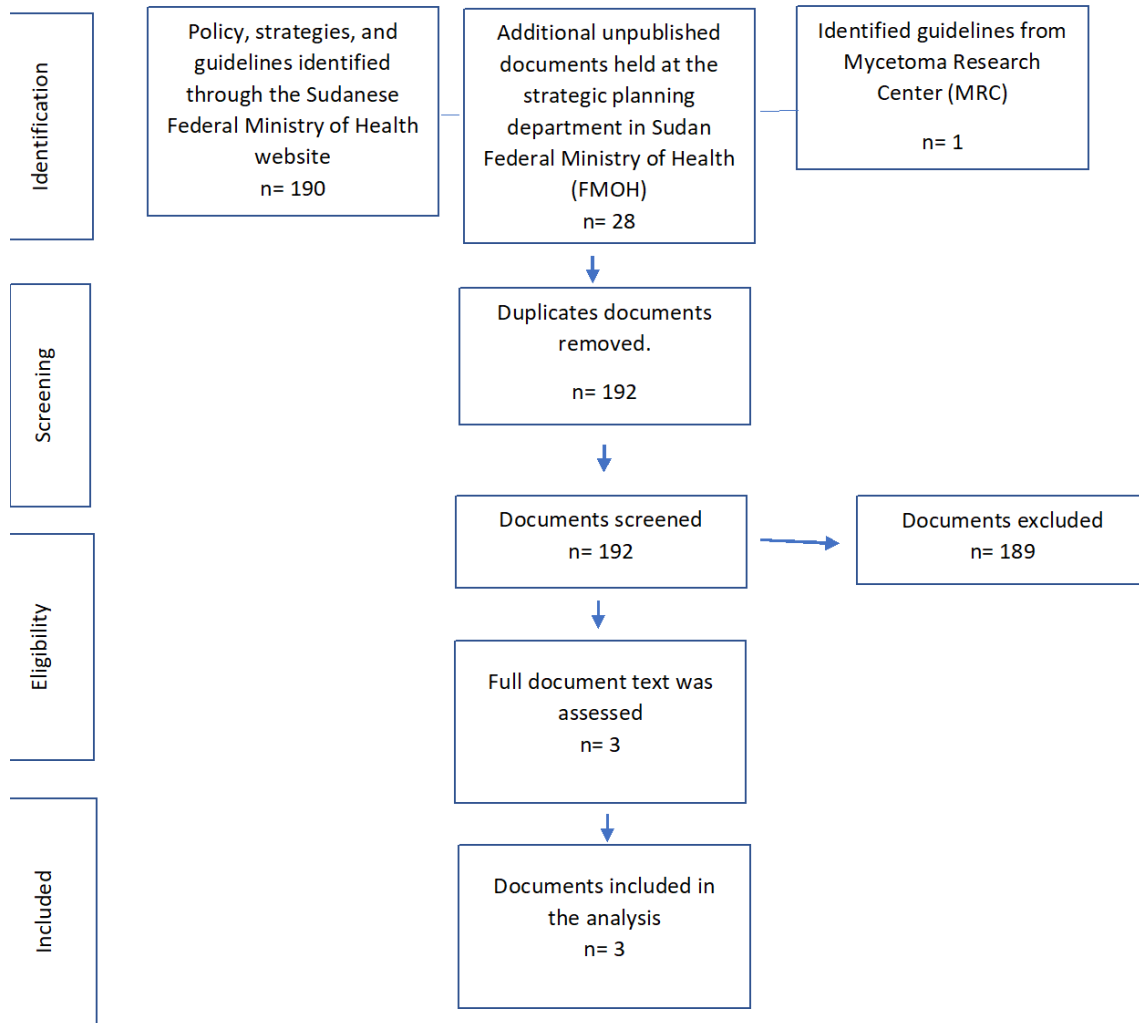 Identification
Policy, strategies, and
guidelines identified
through the Sudanese
Federal Ministry of Health
website
n= 190
Additional unpublished
documents held at the
strategic planning
department in Sudan
Federal Ministry of Health
(FMOH)
n= 28
Identified guidelines from
Mycetoma Research
Center (MRC)
n= 1
Screening
Duplicates documents
removed.
n= 192
Documents screened
n= 192
Documents excluded
n= 189
Eligibility
Full document text was
assessed
n= 3
Included
Documents included in
the analysis
n= 3